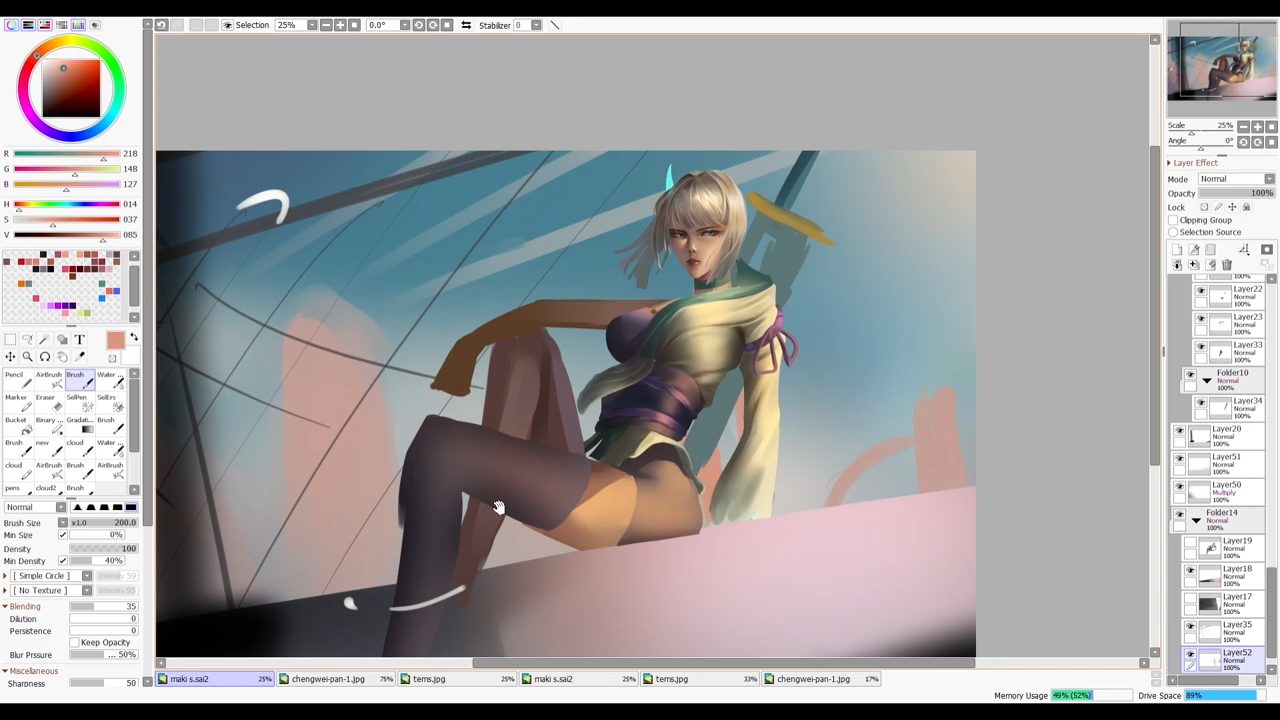 Selection 25% 0.0° Stabilizer 0
R 218
G 148
B 127
H 014
S 037
V 085
T
Pencil AirBrush Brush Water ...
Marker Eraser SelPen SelErs
Bucket Binary ... Gradati... Brush
Brush new cloud Water ...
cloud AirBrush Brush AirBrush
pens cloud2 Brush
Normal
Brush Size x1.0 200.0
Min Size 0%
Density 100
Min Density 40%
[ Simple Circle ] Intensity 59
[ No Texture ] Intensity 95
Blending 35
Dilution 0
Persistence 0
Keep Opacity
Blur Prssure ... 50%
Miscellaneous
Sharpness 50
maki s.sai2 25% chengwei-pan-1.jpg 75% tems.jpg 25% maki s.sai2 25% tems.jpg 33% chengwei-pan-1.jpg 17%
Memory Usage 49% (52%) Drive Space 89%
Scale 25%
Angle 0°
Layer Effect
Mode Normal
Opacity 100%
Lock
Clipping Group
Selection Source
100%
Layer22
Normal
100%
Layer23
Normal
100%
Layer33
Normal
100%
Folder10
Normal
100%
Layer34
Normal
100%
Layer20
Normal
100%
Layer51
Normal
100%
Layer50
Multiply
100%
Folder14
Normal
100%
Layer19
Normal
100%
Layer18
Normal
100%
Layer17
Normal
100%
Layer35
Normal
100%
Layer52
Normal
100%